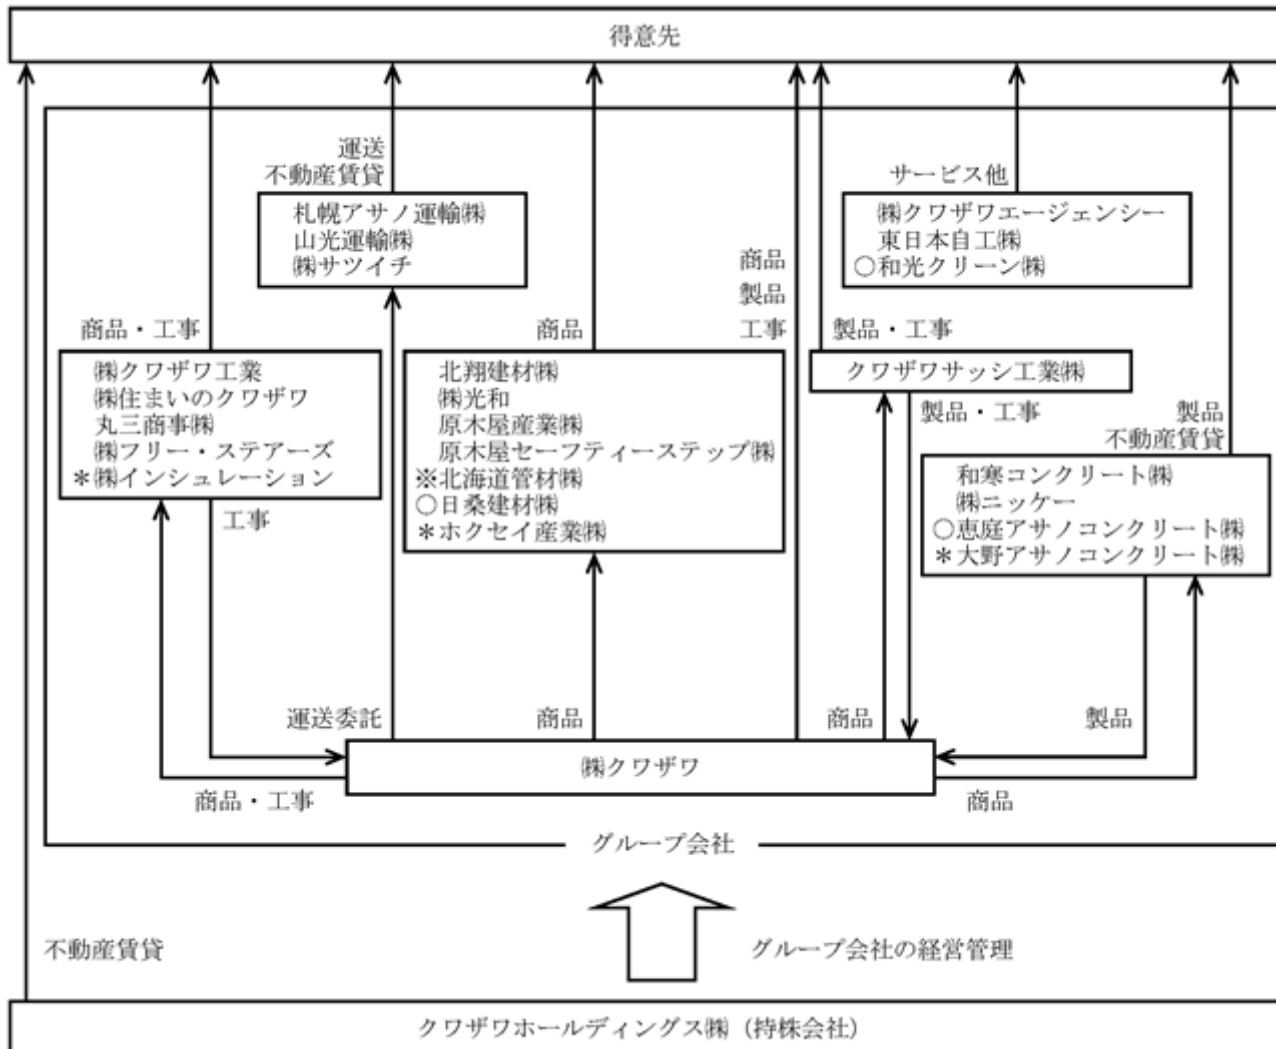 得意先
運送
不動産賃貸
札幌アサノ運輸㈱
山光運輸㈱
㈱サツイチ
サービス他
㈱クワザワエージェンシー
東日本自工㈱
○和光クリーン㈱
商品
製品
工事
商品・工事
㈱クワザワ工業
㈱住まいのクワザワ
丸三商事㈱
㈱フリー・ステアーズ
＊㈱インシュレーション
商品
北翔建材㈱
㈱光和
原木屋産業㈱
原木屋セーフティーステップ㈱
※北海道管材㈱
○日桑建材㈱
＊ホクセイ産業㈱
製品・工事
クワザワサッシ工業㈱
製品・工事
製品
不動産賃貸
和寒コンクリート㈱
㈱ニッケー
○恵庭アサノコンクリート㈱
＊大野アサノコンクリート㈱
工事
運送委託
商品
商品
製品
㈱クワザワ
商品・工事
商品
グループ会社
不動産賃貸
グループ会社の経営管理
クワザワホールディングス㈱（持株会社）